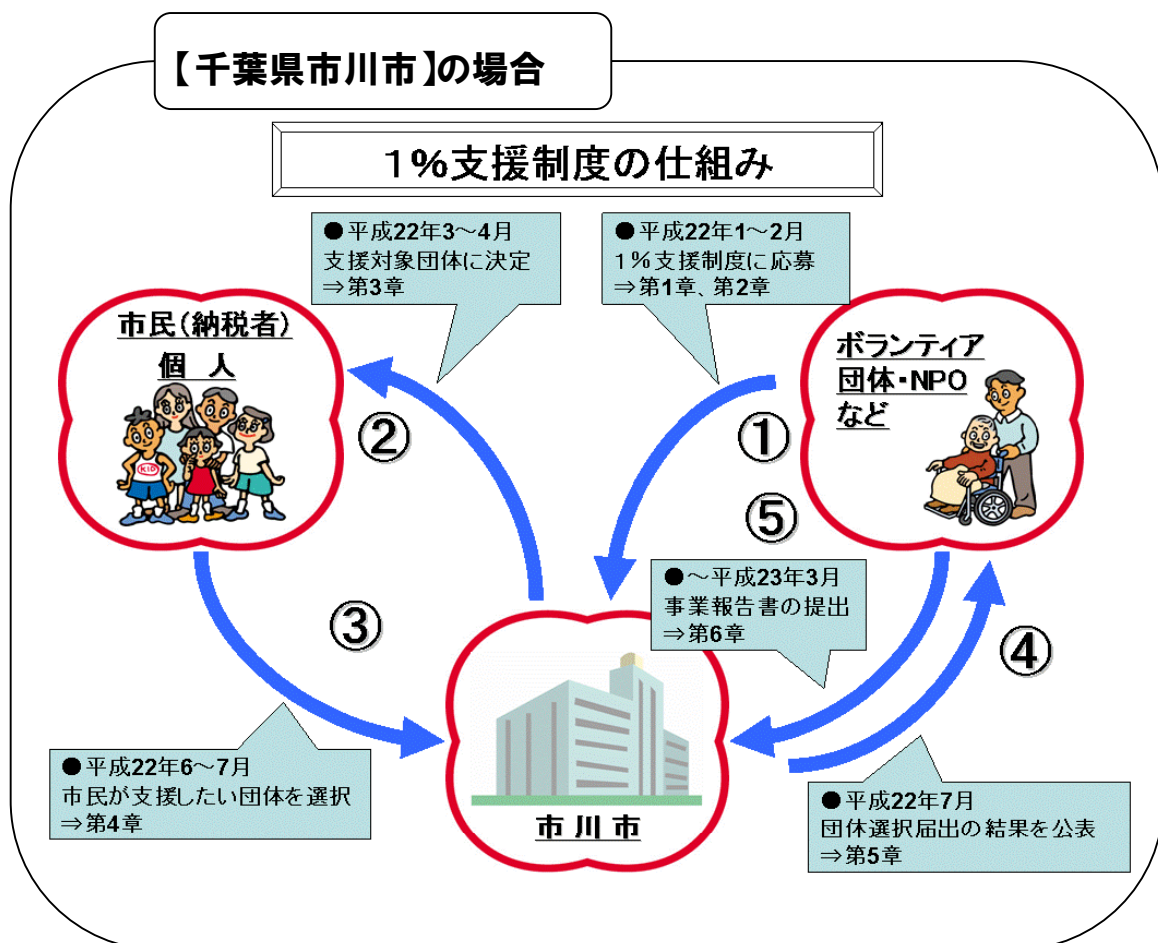 【千葉県市川市】の場合
1%支援制度の仕組み
●平成22年3～4月
支援対象団体に決定
⇒第3章
●平成22年1～2月
1%支援制度に応募
⇒第1章、第2章
市民(納税者)
個 人
KID
ボランティア
団体・NPO
など
②
①
⑤
③
④
●～平成23年3月
事業報告書の提出
⇒第6章
●平成22年6～7月
市民が支援したい団体を選択
⇒第4章
市 川 市
●平成22年7月
団休選択届出の結果を公表
⇒第5章